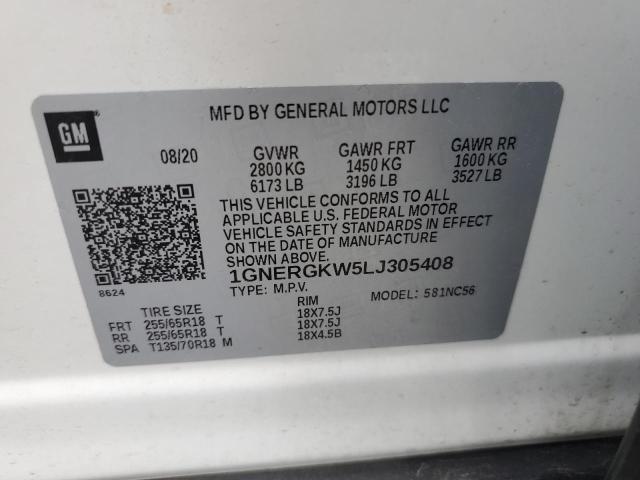 GM
MFD BY GENERAL MOTORS LLC
08/20 GVWR GAWR FRT GAWR RR
2800 KG 1450 KG 1600 KG
6173 LB 3196 LB 3527 LB
THIS VEHICLE CONFORMS TO ALL
APPLICABLE U.S. FEDERAL MOTOR
VEHICLE SAFETY STANDARDS IN EFFECT
ON THE DATE OF MANUFACTURE
SHOWN ABOVE.
1GNERGKW5LJ305408
8624
TYPE: M.P.V. MODEL: 581NC56
TIRE SIZE RIM
FRT 255/65R18 T 18X7.5J
RR 255/65R18 T 18X7.5J
SPA T135/70R18 M 18X4.5B